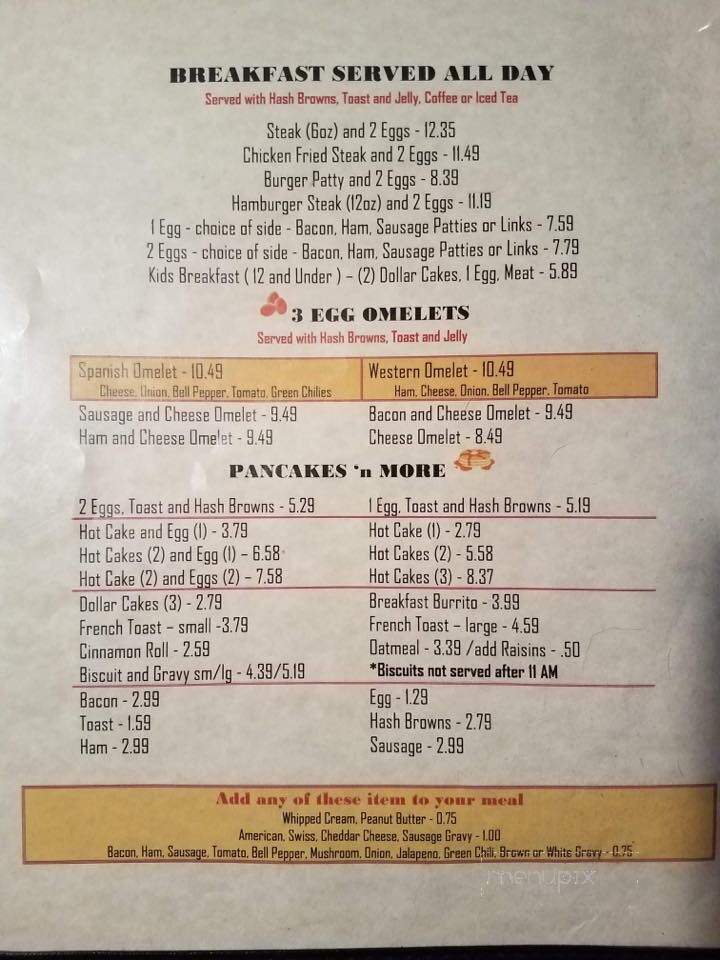 BREAKFAST SERVED ALL DAY
Served with Hash Browns, Toast and Jelly, Coffee or Iced Tea
Steak (6oz) and 2 Eggs - 12.35
Chicken Fried Steak and 2 Eggs - 11.49
Burger Patty and 2 Eggs - 8.39
Hamburger Steak (12oz) and 2 Eggs - 11.19
1 Egg - choice of side - Bacon, Ham, Sausage Patties or Links - 7.59
2 Eggs - choice of side - Bacon, Ham, Sausage Patties or Links - 7.79
Kids Breakfast ( 12 and Under ) – (2) Dollar Cakes, 1 Egg, Meat - 5.89
3 EGG OMELETS
Served with Hash Browns, Toast and Jelly
Spanish Omelet - 10.49
Cheese, Onion, Bell Pepper, Tomato, Green Chilies
Western Omelet - 10.49
Ham, Cheese, Onion, Bell Pepper, Tomato
Sausage and Cheese Omelet - 9.49
Bacon and Cheese Omelet - 9.49
Ham and Cheese Omelet - 9.49
Cheese Omelet - 8.49
PANCAKES 'n MORE
2 Eggs, Toast and Hash Browns - 5.29
1 Egg, Toast and Hash Browns - 5.19
Hot Cake and Egg (1) - 3.79
Hot Cake (1) - 2.79
Hot Cakes (2) and Egg (1) – 6.58
Hot Cakes (2) - 5.58
Hot Cake (2) and Eggs (2) – 7.58
Hot Cakes (3) - 8.37
Dollar Cakes (3) - 2.79
Breakfast Burrito - 3.99
French Toast – small -3.79
French Toast – large - 4.59
Cinnamon Roll - 2.59
Oatmeal - 3.39 /add Raisins - .50
Biscuit and Gravy sm/lg - 4.39/5.19
*Biscuits not served after 11 AM
Bacon - 2.99
Egg - 1.29
Toast - 1.59
Hash Browns - 2.79
Ham - 2.99
Sausage - 2.99
Add any of these item to your meal
Whipped Cream, Peanut Butter - 0.75
American, Swiss, Cheddar Cheese, Sausage Gravy - 1.00
Bacon, Ham, Sausage, Tomato, Bell Pepper, Mushroom, Onion, Jalapeno, Green Chili, Brown or White Gravy - 0.75
menupix